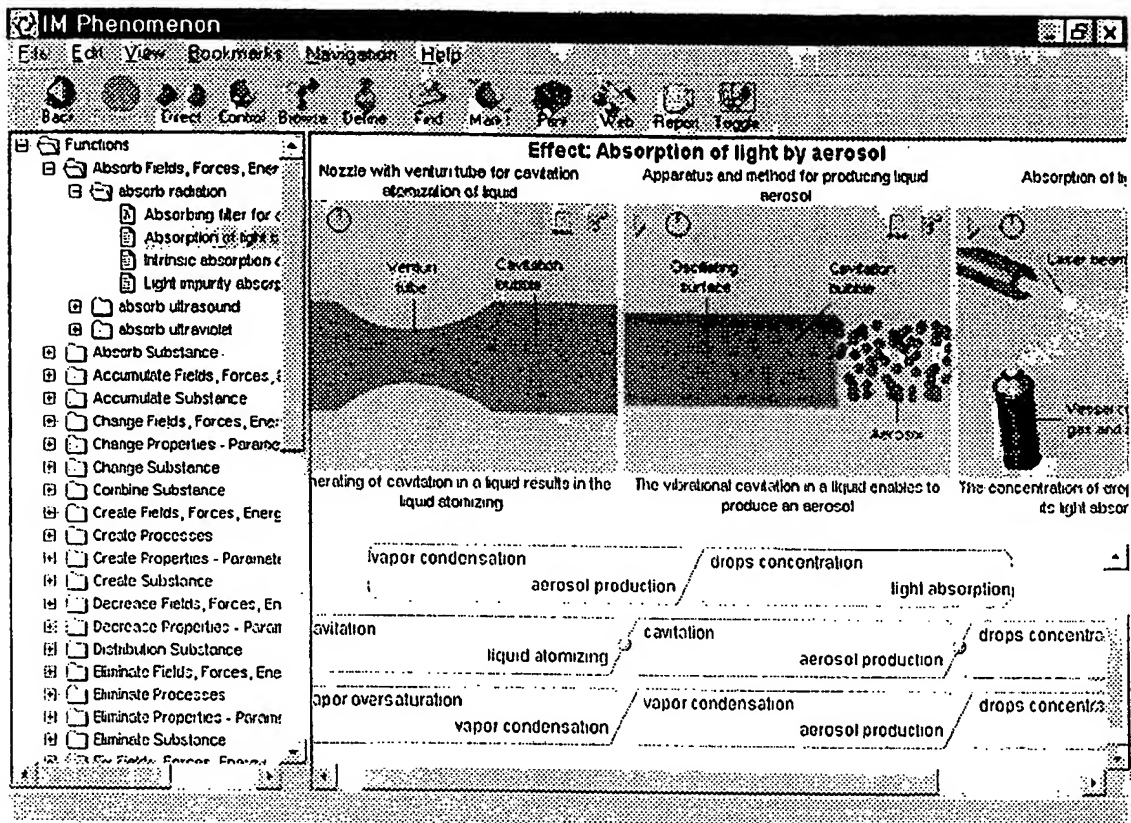 IM Phenomenon
File Edit View Bookmarks Navigation Help
Back Direct Control Browse Define Find Mark Web Report Toggle
Functions
Absorb Fields, Forces, Ener
absorb radiation
Absorbing filter for
Absorption of light b
Intrinsic absorption
Light impurity absorp
absorb ultrasound
absorb ultraviolet
Absorb Substance
Accumulate Fields, Forces,
Accumulate Substance
Change Fields, Forces, Ener
Change Properties - Parame
Change Substance
Combine Substance
Create Fields, Forces, Energ
Create Processes
Create Properties - Paramete
Create Substance
Decrease Fields, Forces, En
Decrease Properties - Param
Distribution Substance
Eliminate Fields, Forces, Ene
Eliminate Processes
Eliminate Properties - Parame
Eliminate Substance
Fields, Forces, Energy
Effect: Absorption of light by aerosol
Nozzle with venturi tube for cavitation
atomization of liquid
Venturi
tube
Cavitation
bubble
nerating of cavitation in a liquid results in the
liquid atomizing
Apparatus and method for producing liquid
aerosol
Oscillating
surface
Cavitation
bubble
Aerosol
The vibrational cavitation in a liquid enables to
produce an aerosol
Absorption of li
Laser beam
Vessel c
gas and
The concentration of drop
its light absor
vapor condensation
aerosol production
drops concentration
light absorption
avitation
liquid atomizing
cavitation
aerosol production
drops concentra
apor oversaturation
vapor condensation
vapor condensation
aerosol production
drops concentra